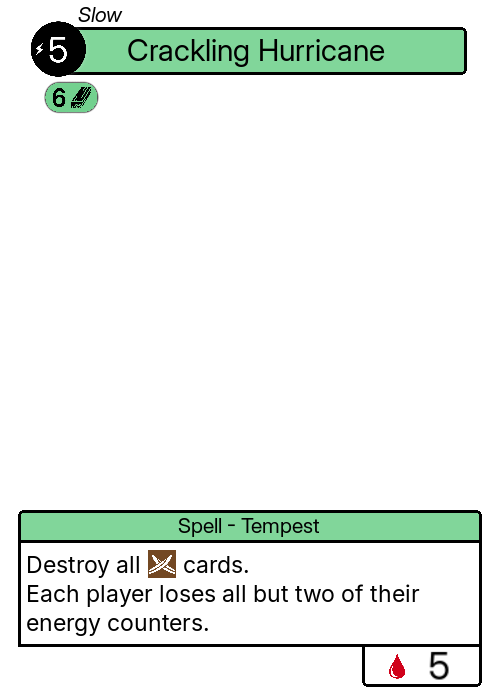 Slow
5
Crackling Hurricane
6
Spell - Tempest
Destroy all cards.
Each player loses all but two of their
energy counters.
5